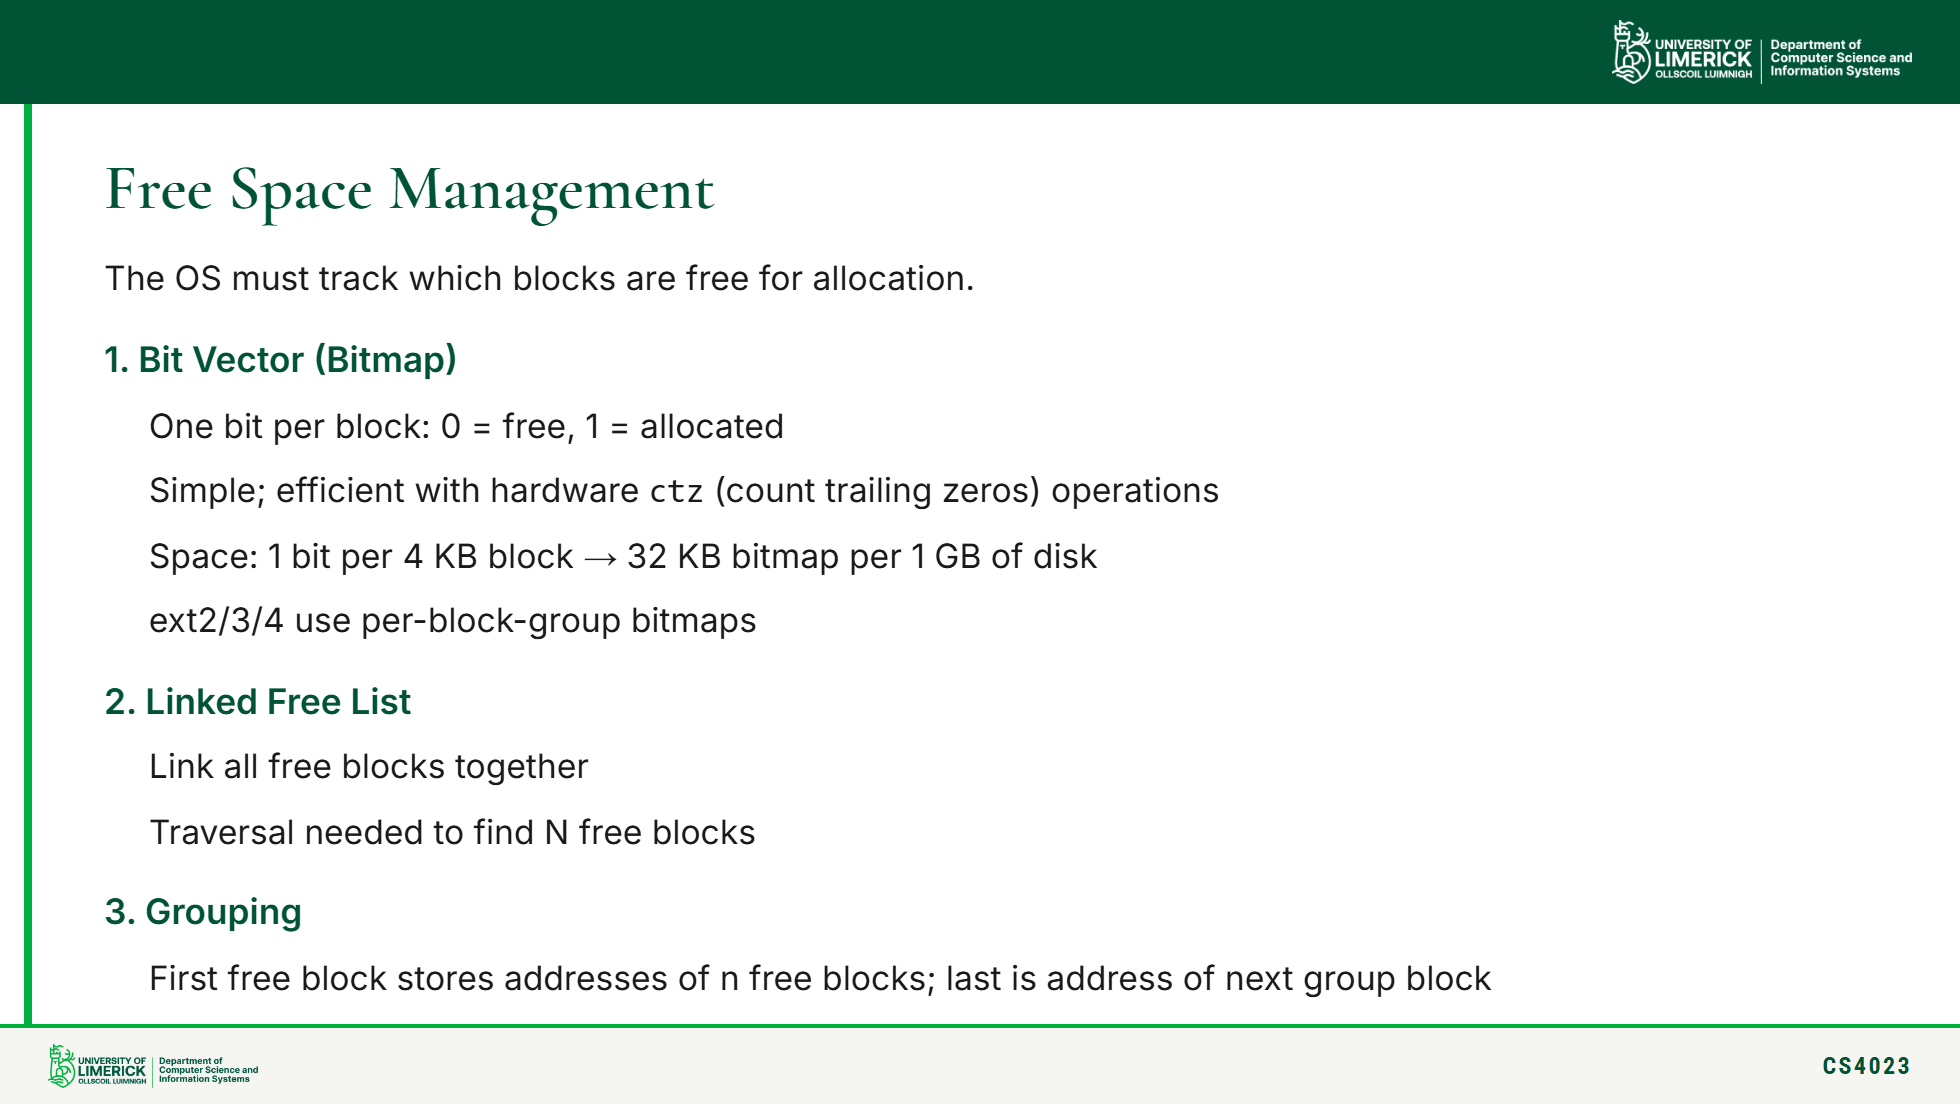 UNIVERSITY OF
LIMERICK
OLLSCOIL LUIMNIGH
Department of
Computer Science and
Information Systems
Free Space Management
The OS must track which blocks are free for allocation.
1. Bit Vector (Bitmap)
One bit per block: 0 = free, 1 = allocated
Simple; efficient with hardware ctz (count trailing zeros) operations
Space: 1 bit per 4 KB block → 32 KB bitmap per 1 GB of disk
ext2/3/4 use per-block-group bitmaps
2. Linked Free List
Link all free blocks together
Traversal needed to find N free blocks
3. Grouping
First free block stores addresses of n free blocks; last is address of next group block
UNIVERSITY OF
LIMERICK
OLLSCOIL LUIMNIGH
Department of
Computer Science and
Information Systems
CS4023